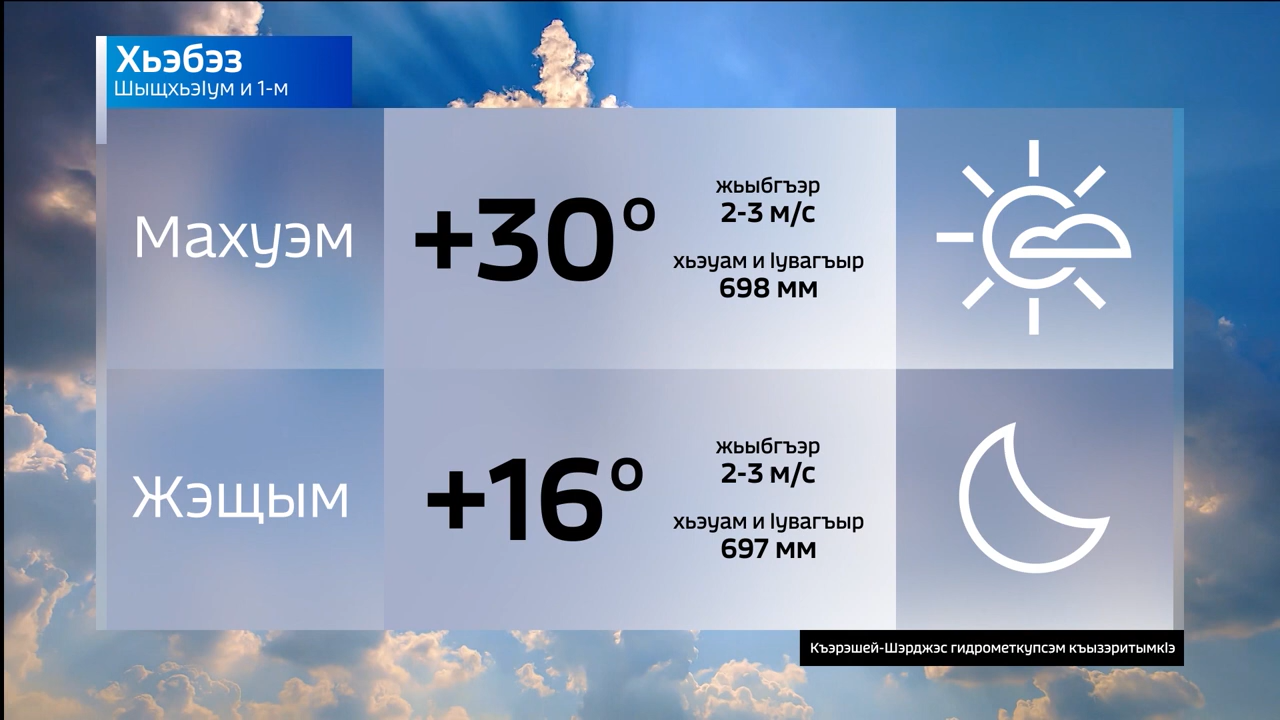 Хьэбэз
ШыщхьэӀум и 1-м
Махуэм
+30°
жьыбгъэр
2-3 м/с
хьэуам и Ӏувагъыр
698 мм
Жэщым
+16°
жьыбгъэр
2-3 м/с
хьэуам и Ӏувагъыр
697 мм
Къэрэшей-Шэрджэс гидрометкупсэм къызэритымкӀэ